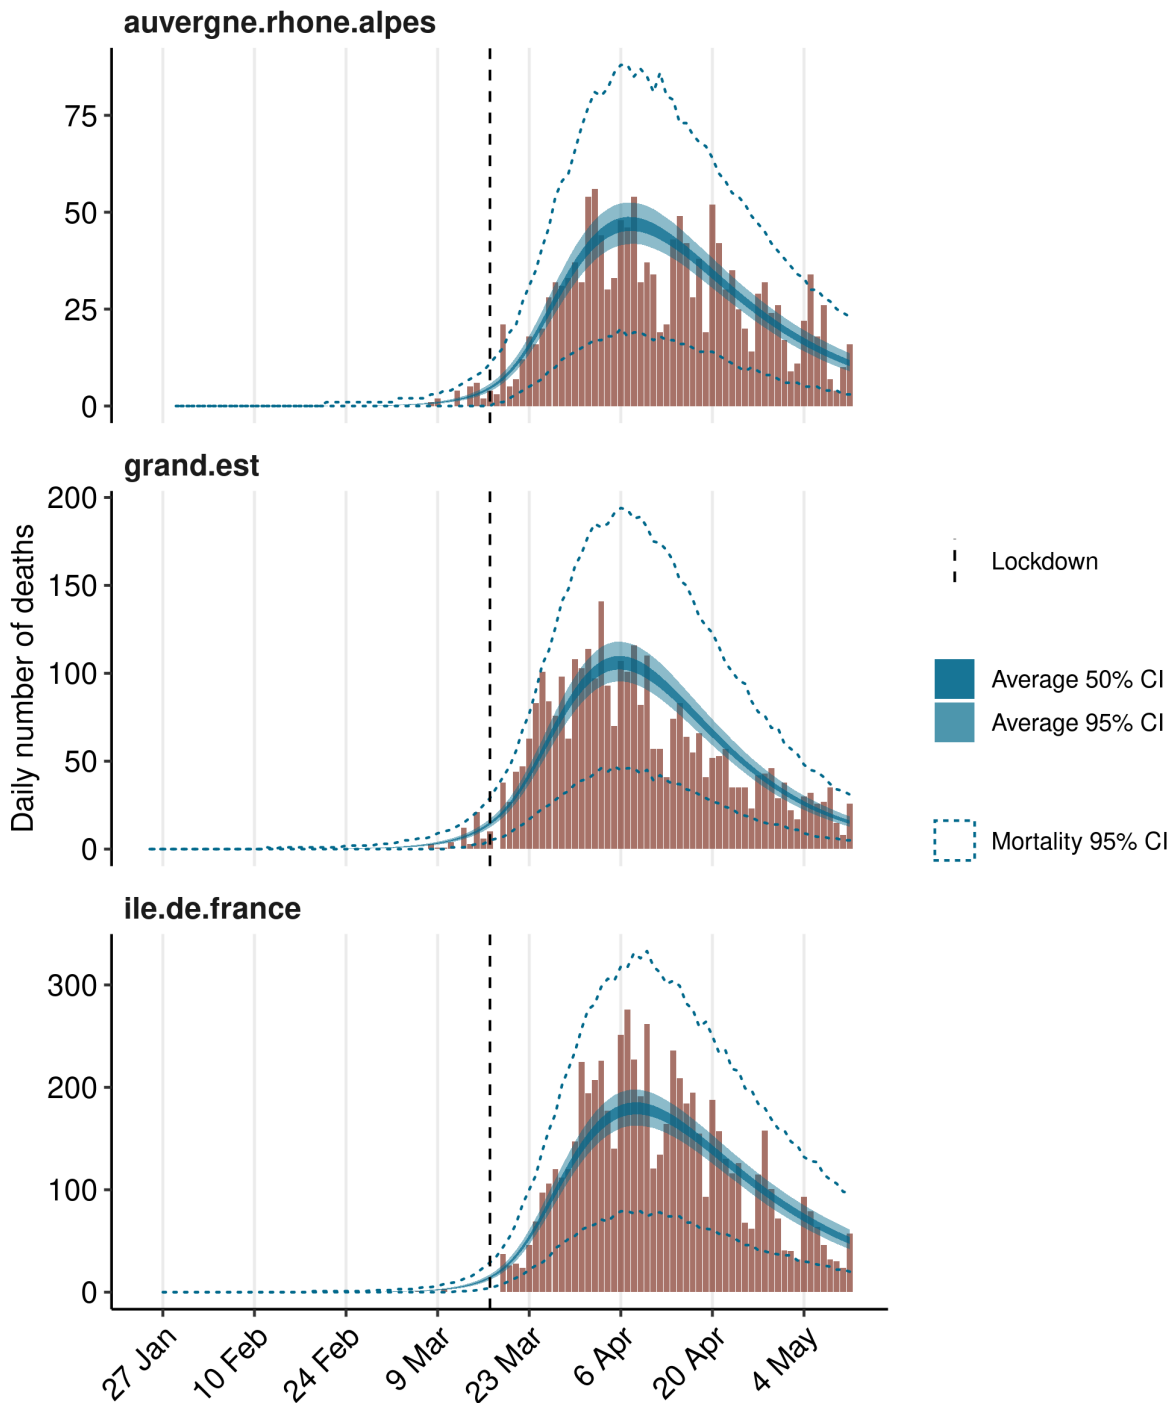 auvergne.rhone.alpes
75
50
25
0
grand.est
200
150
100
50
0
Daily number of deaths
ile.de.france
300
200
100
0
27 Jan
10 Feb
24 Feb
9 Mar
23 Mar
6 Apr
20 Apr
4 May
Lockdown
Average 50% CI
Average 95% CI
Mortality 95% CI